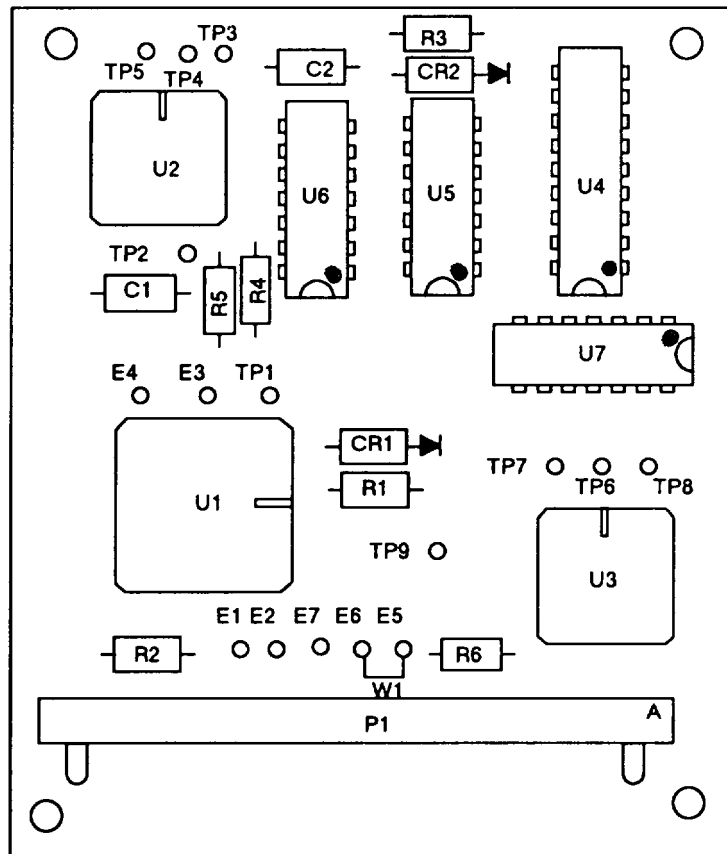 TP3
R3
TP5
TP4
C2
CR2
U2
U6
U5
U4
TP2
C1
R5
R4
U7
E4 E3 TP1
CR1
TP7
R1
TP6 TP8
U1
TP9
U3
E1 E2 E7 E6 E5
R2
R6
W1
P1
A